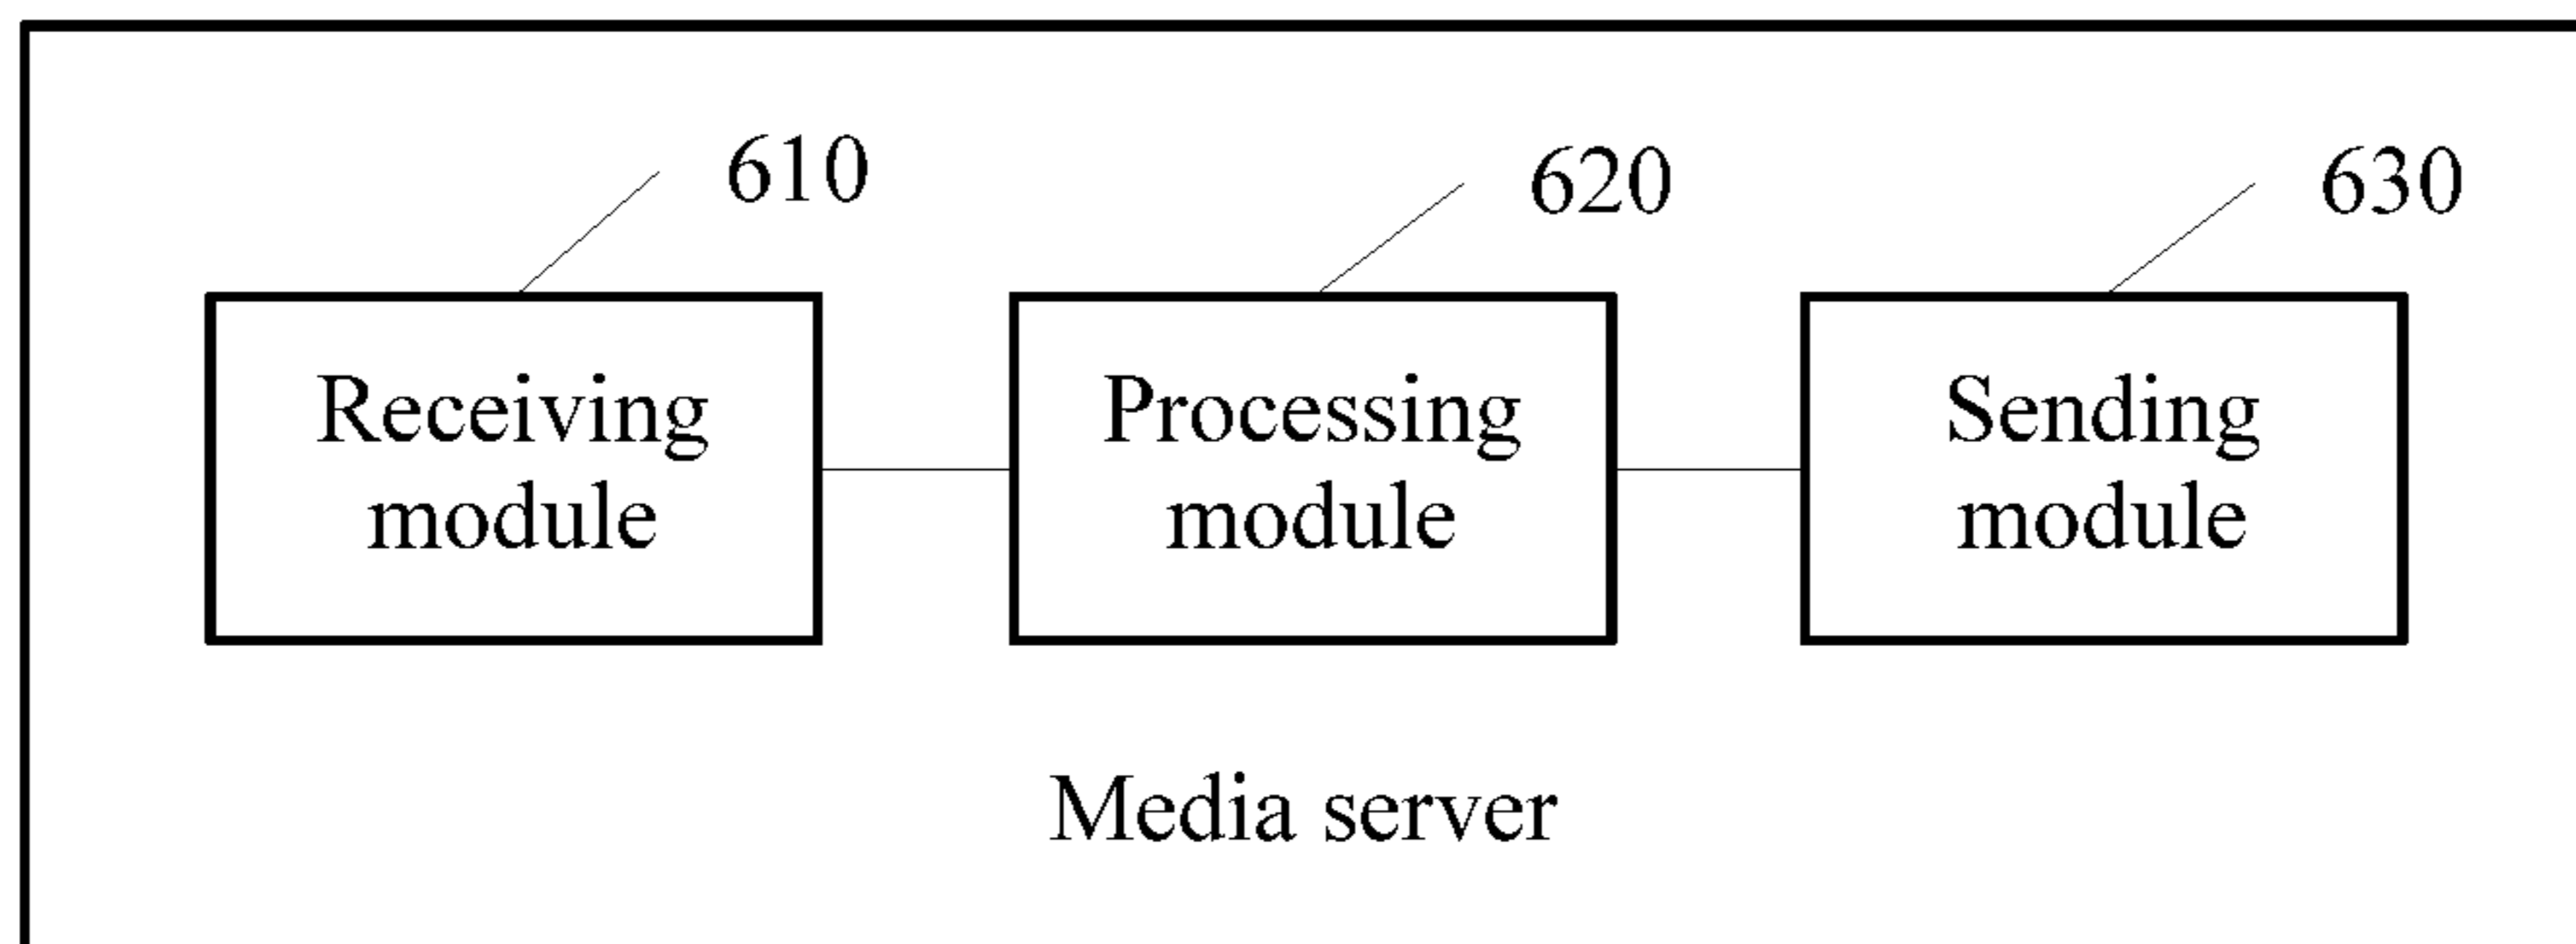 610
620
630
Receiving
module
Processing
module
Sending
module
Media server